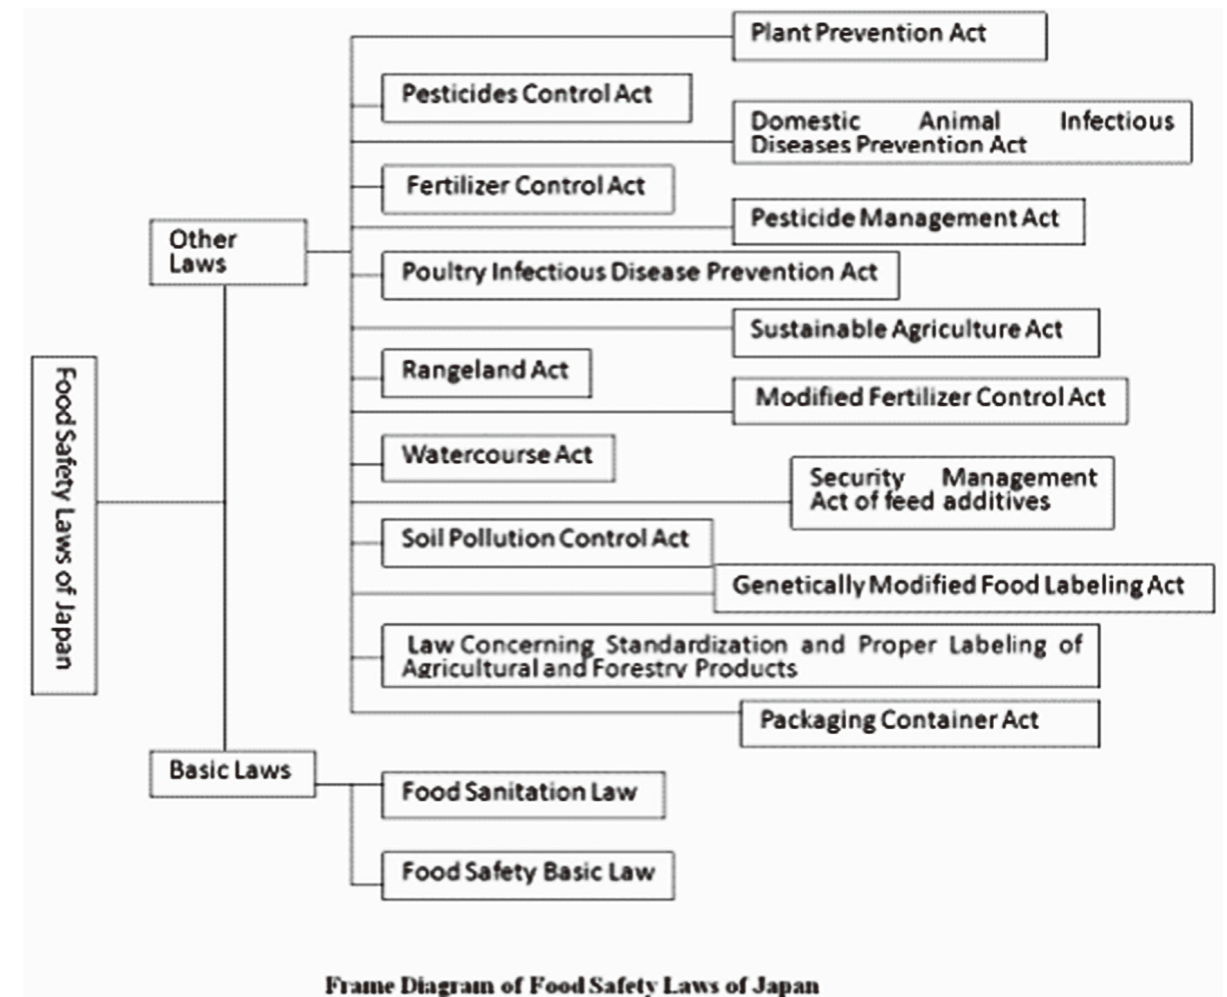 Plant Prevention Act
Pesticides Control Act
Domestic Animal Infectious
Diseases Prevention Act
Fertilizer Control Act
Pesticide Management Act
Other
Laws
Poultry Infectious Disease Prevention Act
Sustainable Agriculture Act
Rangeland Act
Modified Fertilizer Control Act
Food Safety Laws of Japan
Watercourse Act
Security Management
Act of feed additives
Soil Pollution Control Act
Genetically Modified Food Labeling Act
Law Concerning Standardization and Proper Labeling of
Agricultural and Forestry Products
Packaging Container Act
Basic Laws
Food Sanitation Law
Food Safety Basic Law
Frame Diagram of Food Safety Laws of Japan